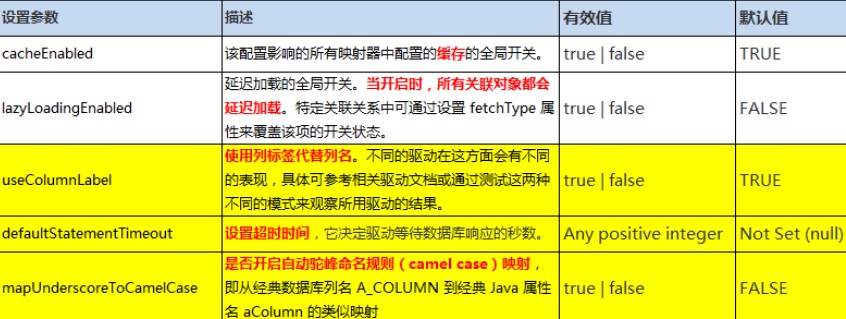 设置参数 描述 有效值 默认值
cacheEnabled 该配置影响的所有映射器中配置的缓存的全局开关。 true | false TRUE
延迟加载的全局开关。当开启时，所有关联对象都会
lazyLoadingEnabled 延迟加载。特定关联关系中可通过设置 fetchType 属 true | false FALSE
性来覆盖该项的开关状态。
使用列标签代替列名。不同的驱动在这方面会有不同
useColumnLabel 的表现，具体可参考相关驱动文档或通过测试这两种 true | false TRUE
不同的模式来观察所用驱动的结果。
defaultStatementTimeout 设置超时时间，它决定驱动等待数据库响应的秒数。 Any positive integer Not Set (null)
是否开启自动驼峰命名规则（camel case）映射，
mapUnderscoreToCamelCase 即从经典数据库列名 A_COLUMN 到经典 Java 属性 true | false FALSE
名 aColumn 的类似映射